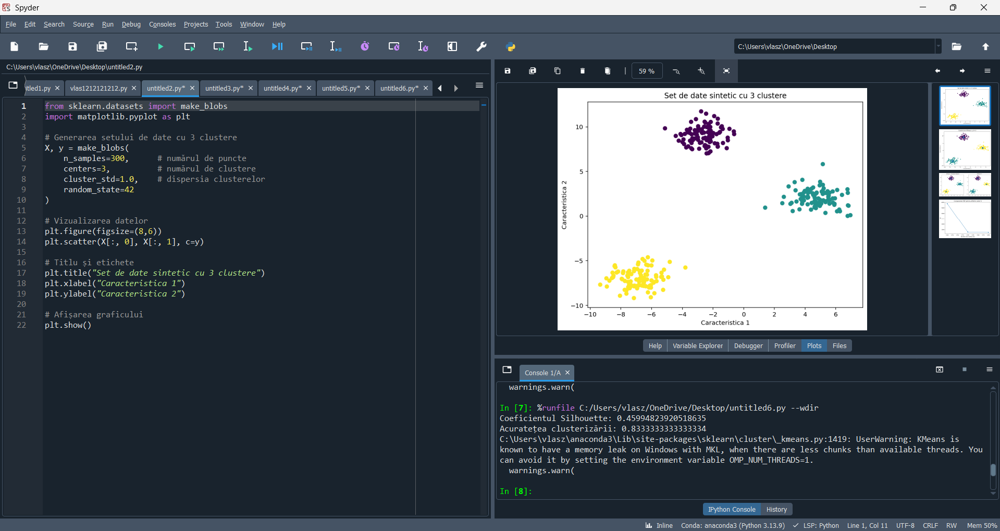 Spyder
File Edit Search Source Run Debug Consoles Projects Tools Window Help
C:\Users\vlasz\OneDrive\Desktop
C:\Users\vlasz\OneDrive\Desktop\untitled2.py
itled1.py vlas1212121212.py untitled2.py* untitled3.py* untitled4.py* untitled5.py* untitled6.py*
1 from sklearn.datasets import make_blobs
2 import matplotlib.pyplot as plt
3
4 # Generarea setului de date cu 3 clustere
5 X, y = make_blobs(
6 n_samples=300, # numărul de puncte
7 centers=3, # numărul de clustere
8 cluster_std=1.0, # dispersia clusterelor
9 random_state=42
10 )
11
12 # Vizualizarea datelor
13 plt.figure(figsize=(8,6))
14 plt.scatter(X[:, 0], X[:, 1], c=y)
15
16 # Titlu și etichete
17 plt.title("Set de date sintetic cu 3 clustere")
18 plt.xlabel("Caracteristica 1")
19 plt.ylabel("Caracteristica 2")
20
21 # Afișarea graficului
22 plt.show()
59 %
Set de date sintetic cu 3 clustere
Caracteristica 2
10
5
0
−5
−10
−10 −8 −6 −4 −2 0 2 4 6
Caracteristica 1
Help Variable Explorer Debugger Profiler Plots Files
Console 1/A
warnings.warn(
In [7]: %runfile C:/Users/vlasz/OneDrive/Desktop/untitled6.py --wdir
Coeficientul Silhouette: 0.45994823920518635
Acuratețea clusterizării: 0.8333333333333334
C:\Users\vlasz\anaconda3\Lib\site-packages\sklearn\cluster\_kmeans.py:1419: UserWarning: KMeans is
known to have a memory leak on Windows with MKL, when there are less chunks than available threads. You
can avoid it by setting the environment variable OMP_NUM_THREADS=1.
warnings.warn(
In [8]:
IPython Console History
Inline Conda: anaconda3 (Python 3.13.9) LSP: Python Line 1, Col 11 UTF-8 CRLF RW Mem 50%